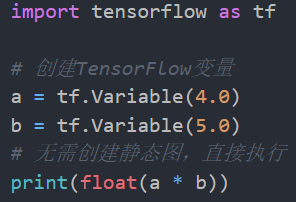 import tensorflow as tf
# 创建TensorFlow变量
a = tf.Variable(4.0)
b = tf.Variable(5.0)
# 无需创建静态图，直接执行
print(float(a * b))